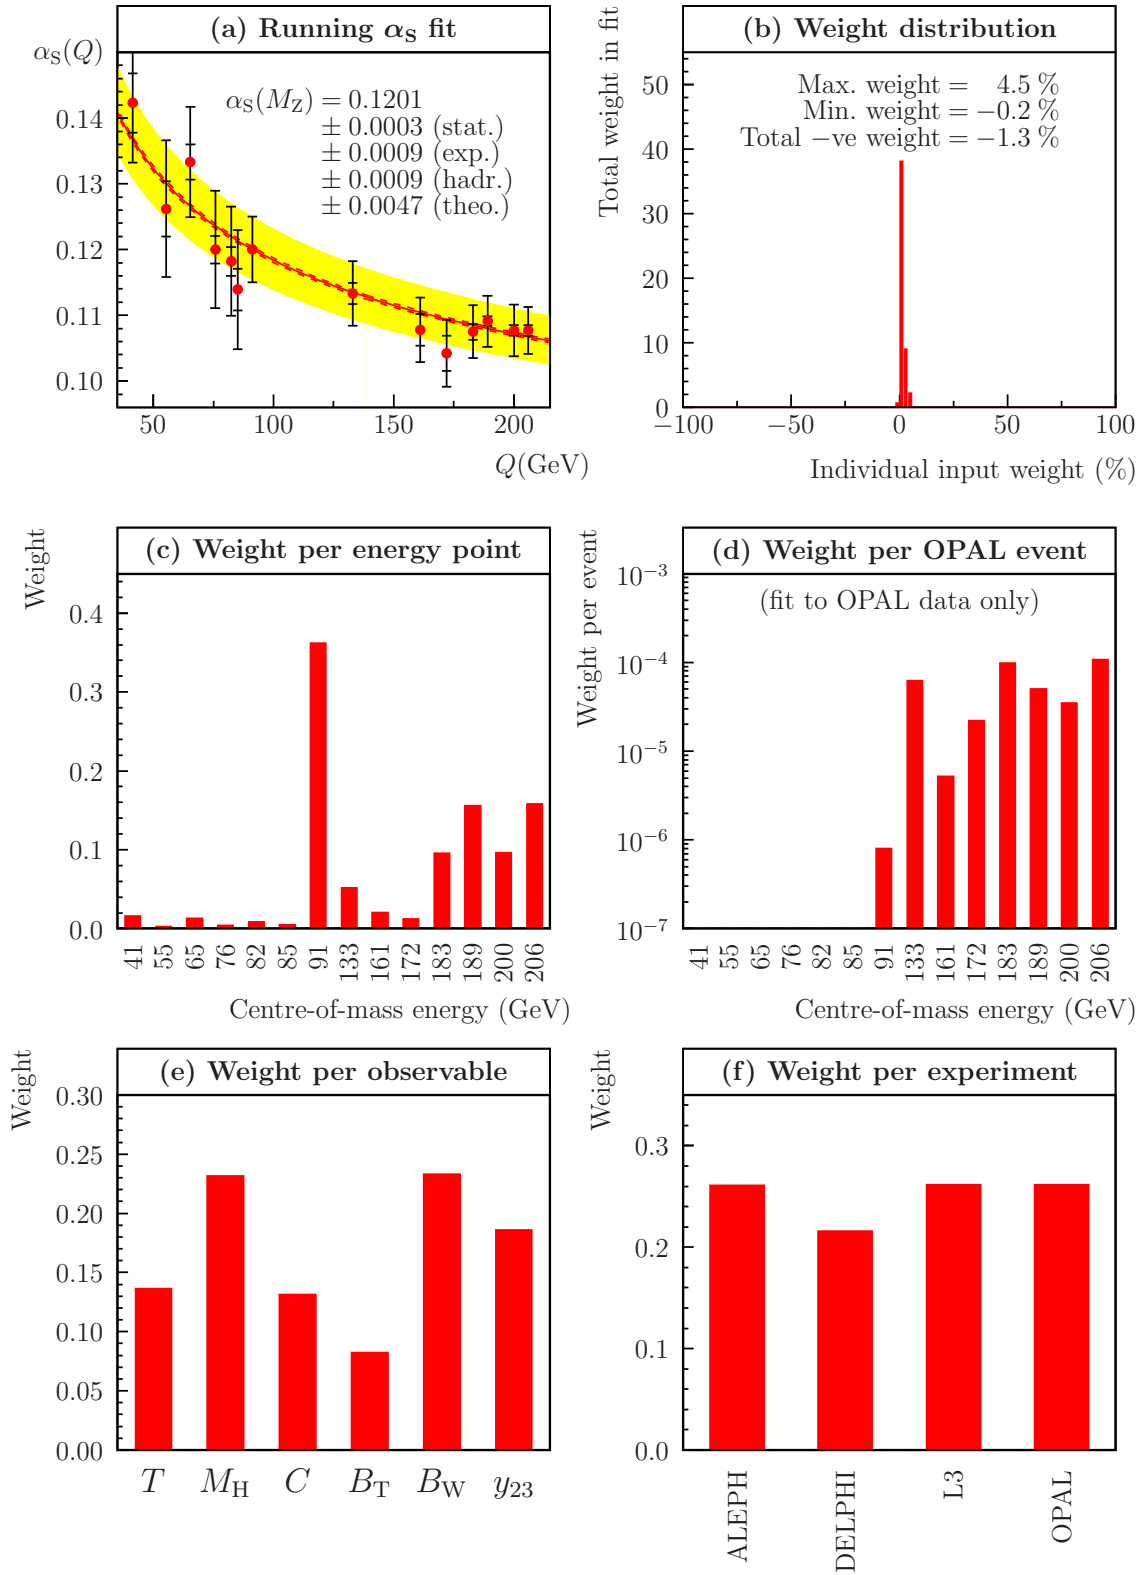 (a) Running αS fit
αS(Q)
αS(MZ) = 0.1201
± 0.0003 (stat.)
± 0.0009 (exp.)
± 0.0009 (hadr.)
± 0.0047 (theo.)
0.14
0.13
0.12
0.11
0.10
50 100 150 200
Q(GeV)
(b) Weight distribution
Total weight in fit
Max. weight = 4.5 %
Min. weight = −0.2 %
Total −ve weight = −1.3 %
50
40
30
20
10
0
−100 −50 0 50 100
Individual input weight (%)
(c) Weight per energy point
Weight
0.4
0.3
0.2
0.1
0.0
41 55 65 76 82 85 91 133 161 172 183 189 200 206
Centre-of-mass energy (GeV)
(d) Weight per OPAL event
Weight per event
(fit to OPAL data only)
10⁻³
10⁻⁴
10⁻⁵
10⁻⁶
10⁻⁷
41 55 65 76 82 85 91 133 161 172 183 189 200 206
Centre-of-mass energy (GeV)
(e) Weight per observable
Weight
0.30
0.25
0.20
0.15
0.10
0.05
0.00
T MH C BT BW y23
(f) Weight per experiment
Weight
0.3
0.2
0.1
0.0
ALEPH DELPHI L3 OPAL